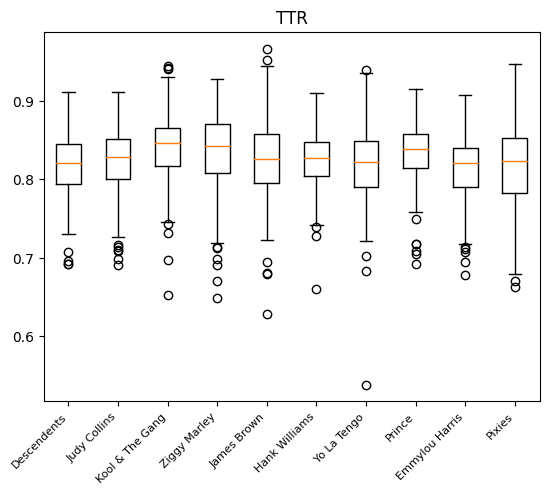 TTR
0.9
0.8
0.7
0.6
Descendents
Judy Collins
Kool & The Gang
Ziggy Marley
James Brown
Hank Williams
Yo La Tengo
Prince
Emmylou Harris
Pixies